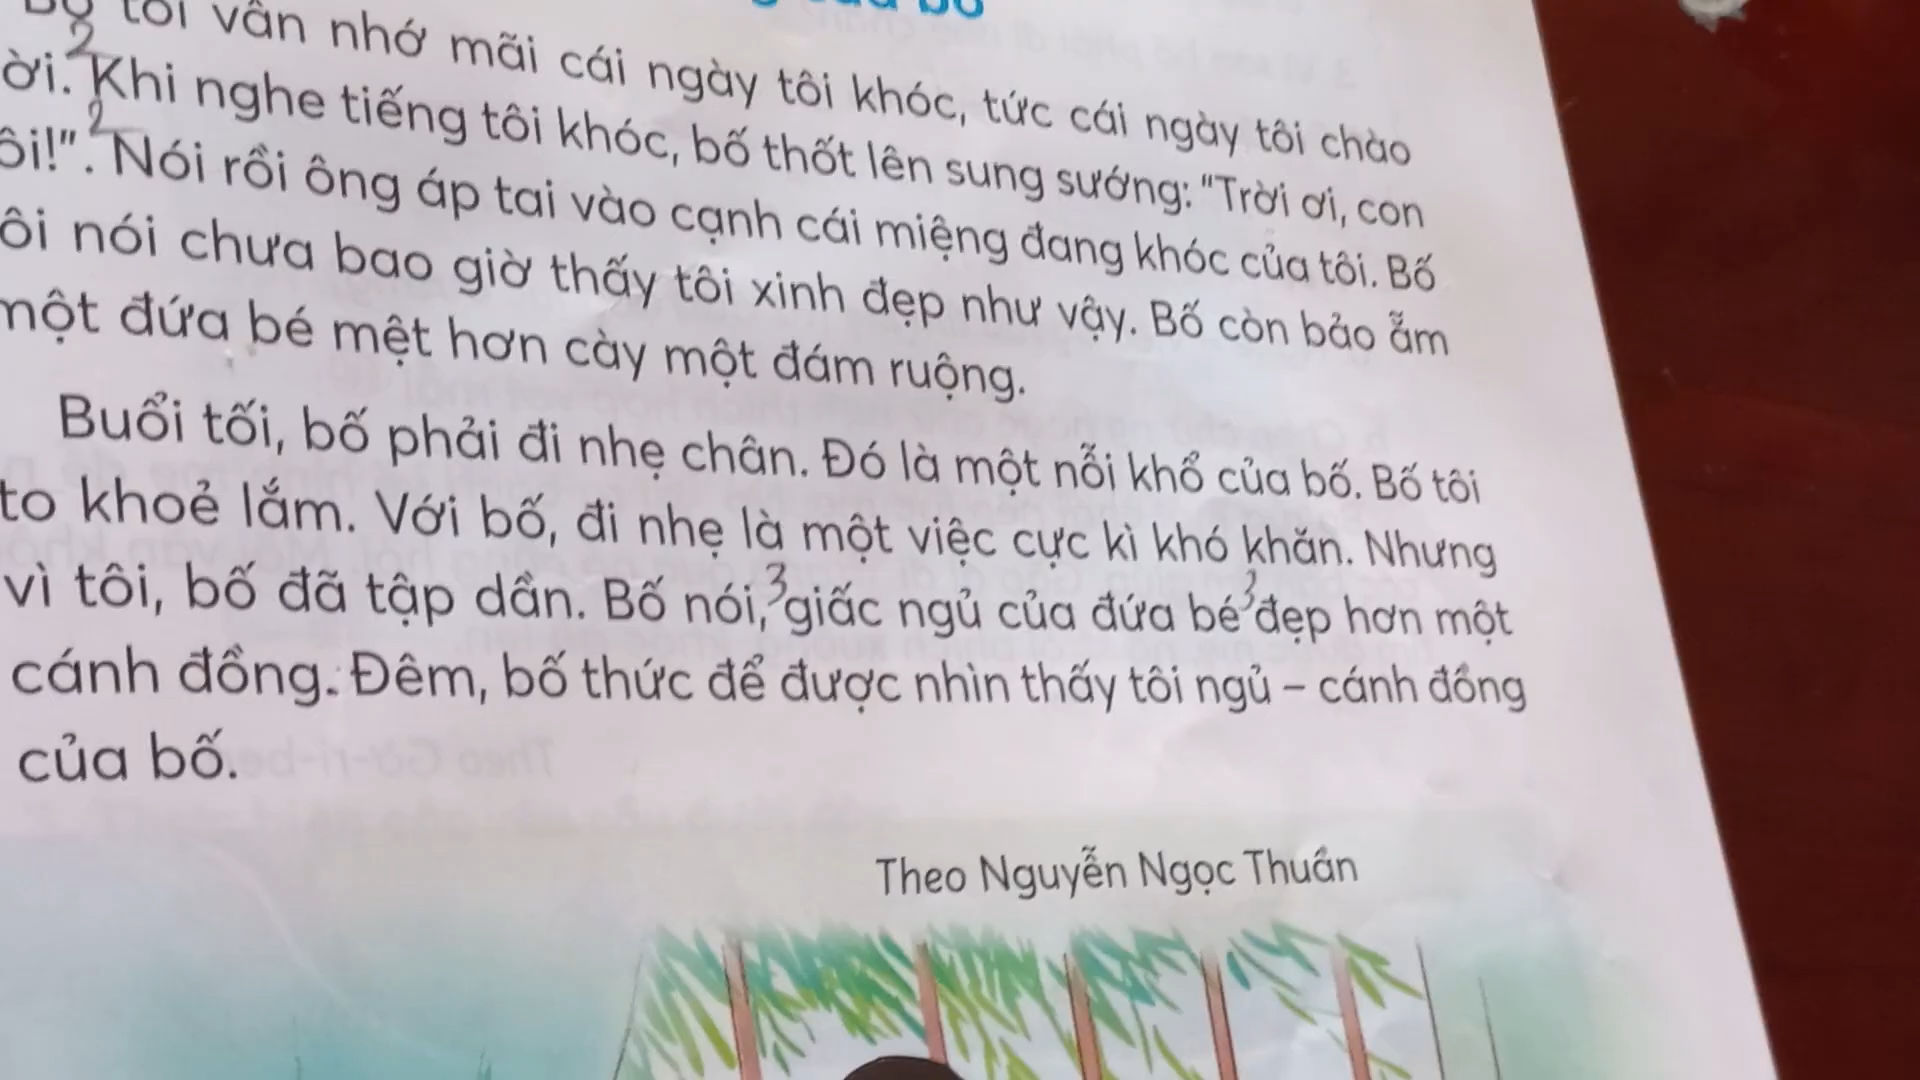 bố
tôi vẫn nhớ mãi cái ngày tôi khóc, tức cái ngày tôi chào
ời. Khi nghe tiếng tôi khóc, bố thốt lên sung sướng: "Trời ơi, con
ôi!". Nói rồi ông áp tai vào cạnh cái miệng đang khóc của tôi. Bố
ôi nói chưa bao giờ thấy tôi xinh đẹp như vậy. Bố còn bảo ẵm
một đứa bé mệt hơn cày một đám ruộng.
Buổi tối, bố phải đi nhẹ chân. Đó là một nỗi khổ của bố. Bố tôi
to khoẻ lắm. Với bố, đi nhẹ là một việc cực kì khó khăn. Nhưng
vì tôi, bố đã tập dần. Bố nói, giấc ngủ của đứa bé đẹp hơn một
cánh đồng. Đêm, bố thức để được nhìn thấy tôi ngủ – cánh đồng
của bố.
Theo Nguyễn Ngọc Thuần